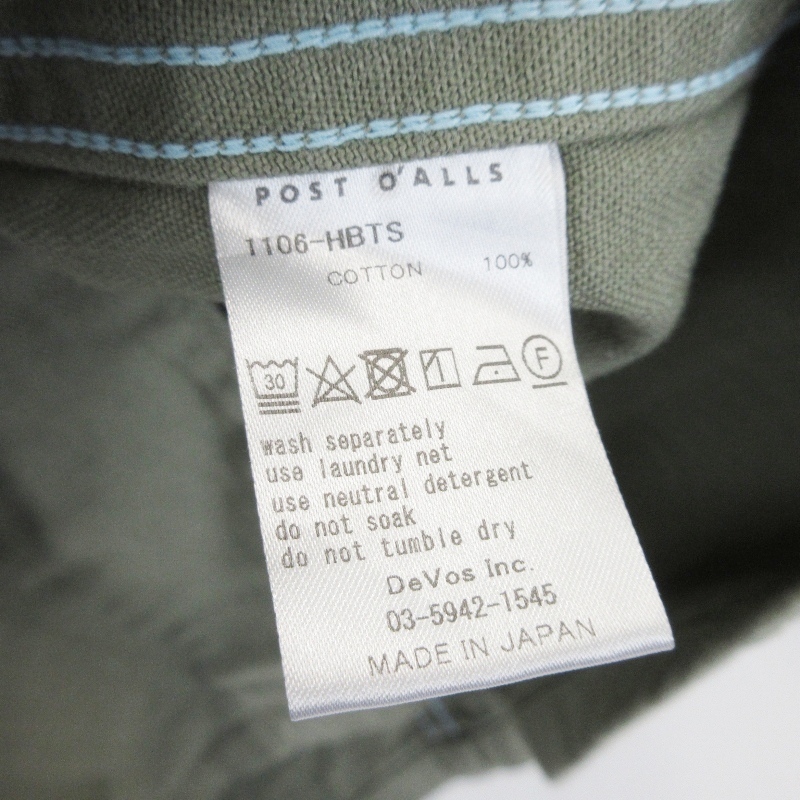 POST O'ALLS
1106-HBTS
COTTON 100%
30 F
wash separately
use laundry net
use neutral detergent
do not soak
do not tumble dry
DeVos Inc.
03-5942-1545
MADE IN JAPAN